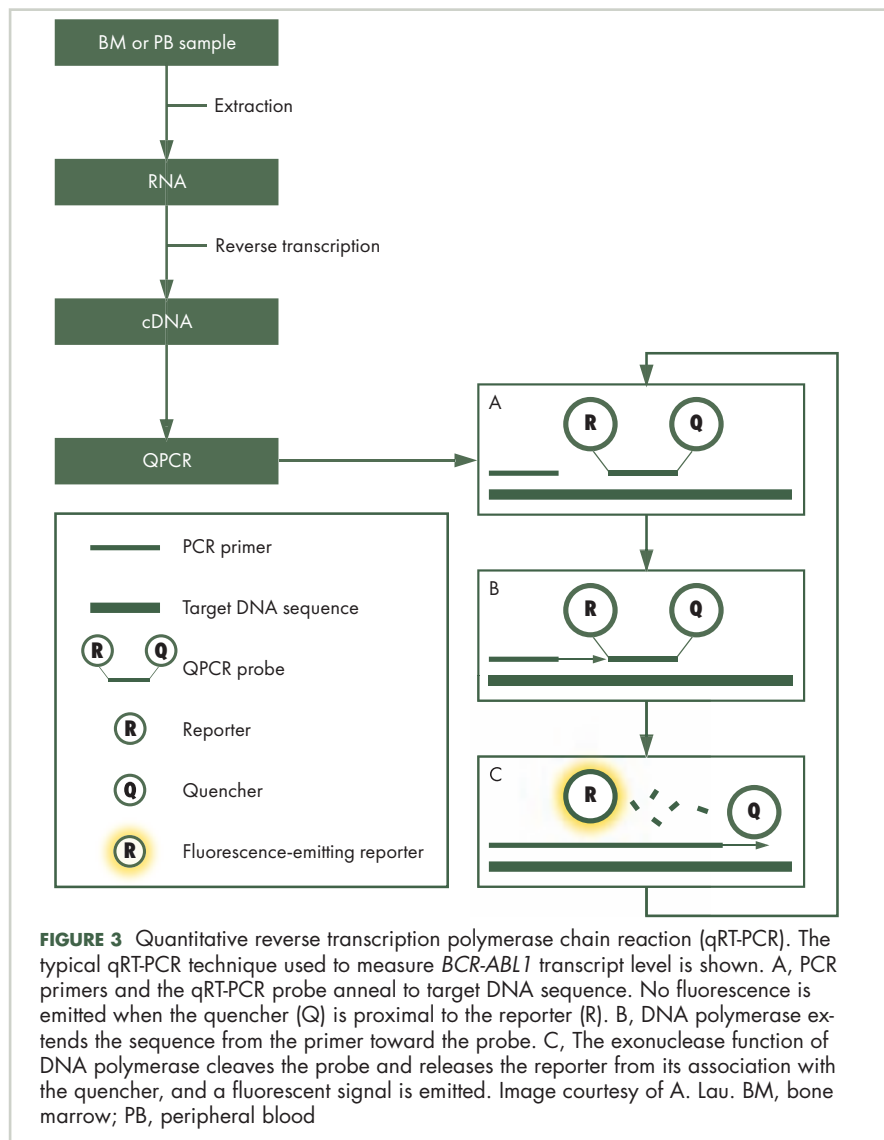 BM or PB sample
Extraction
RNA
Reverse transcription
cDNA
QPCR
A
R
Q
B
R
Q
C
R
Q
PCR primer
Target DNA sequence
R
Q
QPCR probe
R
Reporter
Q
Quencher
R
Fluorescence-emitting reporter
FIGURE 3 Quantitative reverse transcription polymerase chain reaction (qRT-PCR). The
typical qRT-PCR technique used to measure BCR-ABL1 transcript level is shown. A, PCR
primers and the qRT-PCR probe anneal to target DNA sequence. No fluorescence is
emitted when the quencher (Q) is proximal to the reporter (R). B, DNA polymerase ex-
tends the sequence from the primer toward the probe. C, The exonuclease function of
DNA polymerase cleaves the probe and releases the reporter from its association with
the quencher, and a fluorescent signal is emitted. Image courtesy of A. Lau. BM, bone
marrow; PB, peripheral blood